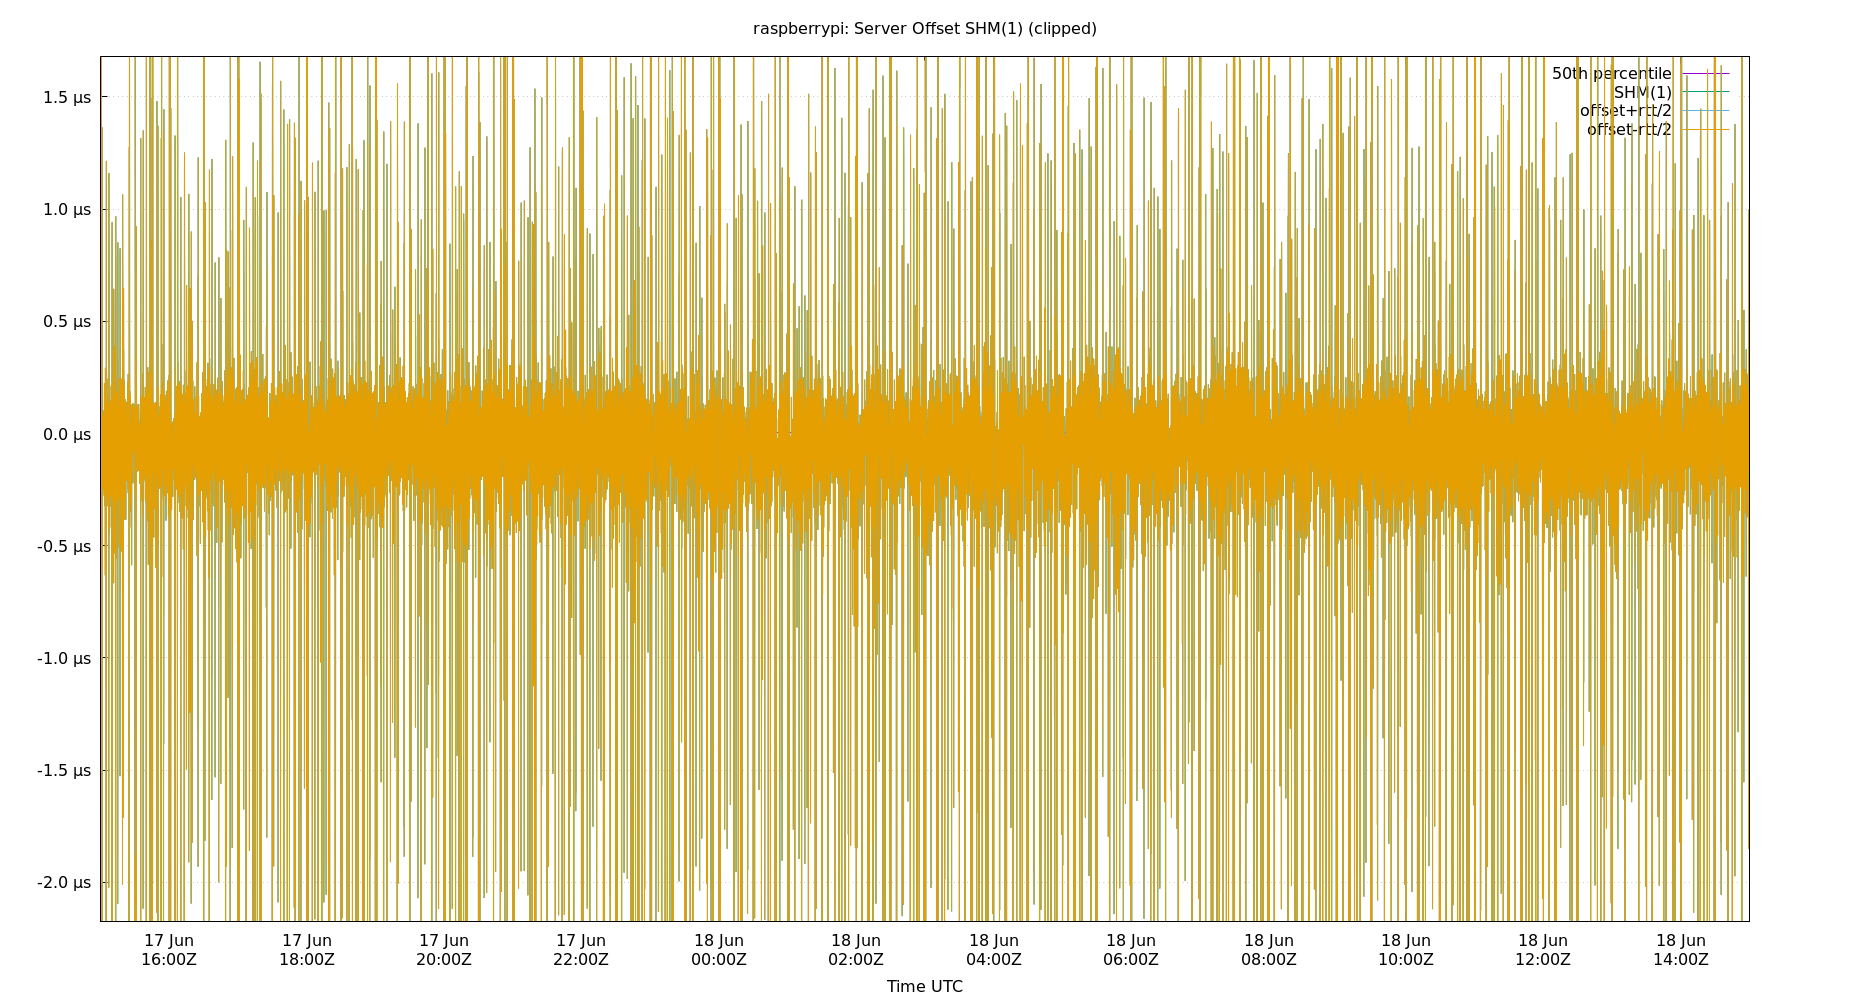 raspberrypi: Server Offset SHM(1) (clipped)
50th percentile
SHM(1)
offset+rtt/2
offset-rtt/2
1.5 µs
1.0 µs
0.5 µs
0.0 µs
-0.5 µs
-1.0 µs
-1.5 µs
-2.0 µs
17 Jun 17 Jun 17 Jun 17 Jun 18 Jun 18 Jun 18 Jun 18 Jun 18 Jun 18 Jun 18 Jun 18 Jun
16:00Z 18:00Z 20:00Z 22:00Z 00:00Z 02:00Z 04:00Z 06:00Z 08:00Z 10:00Z 12:00Z 14:00Z
Time UTC